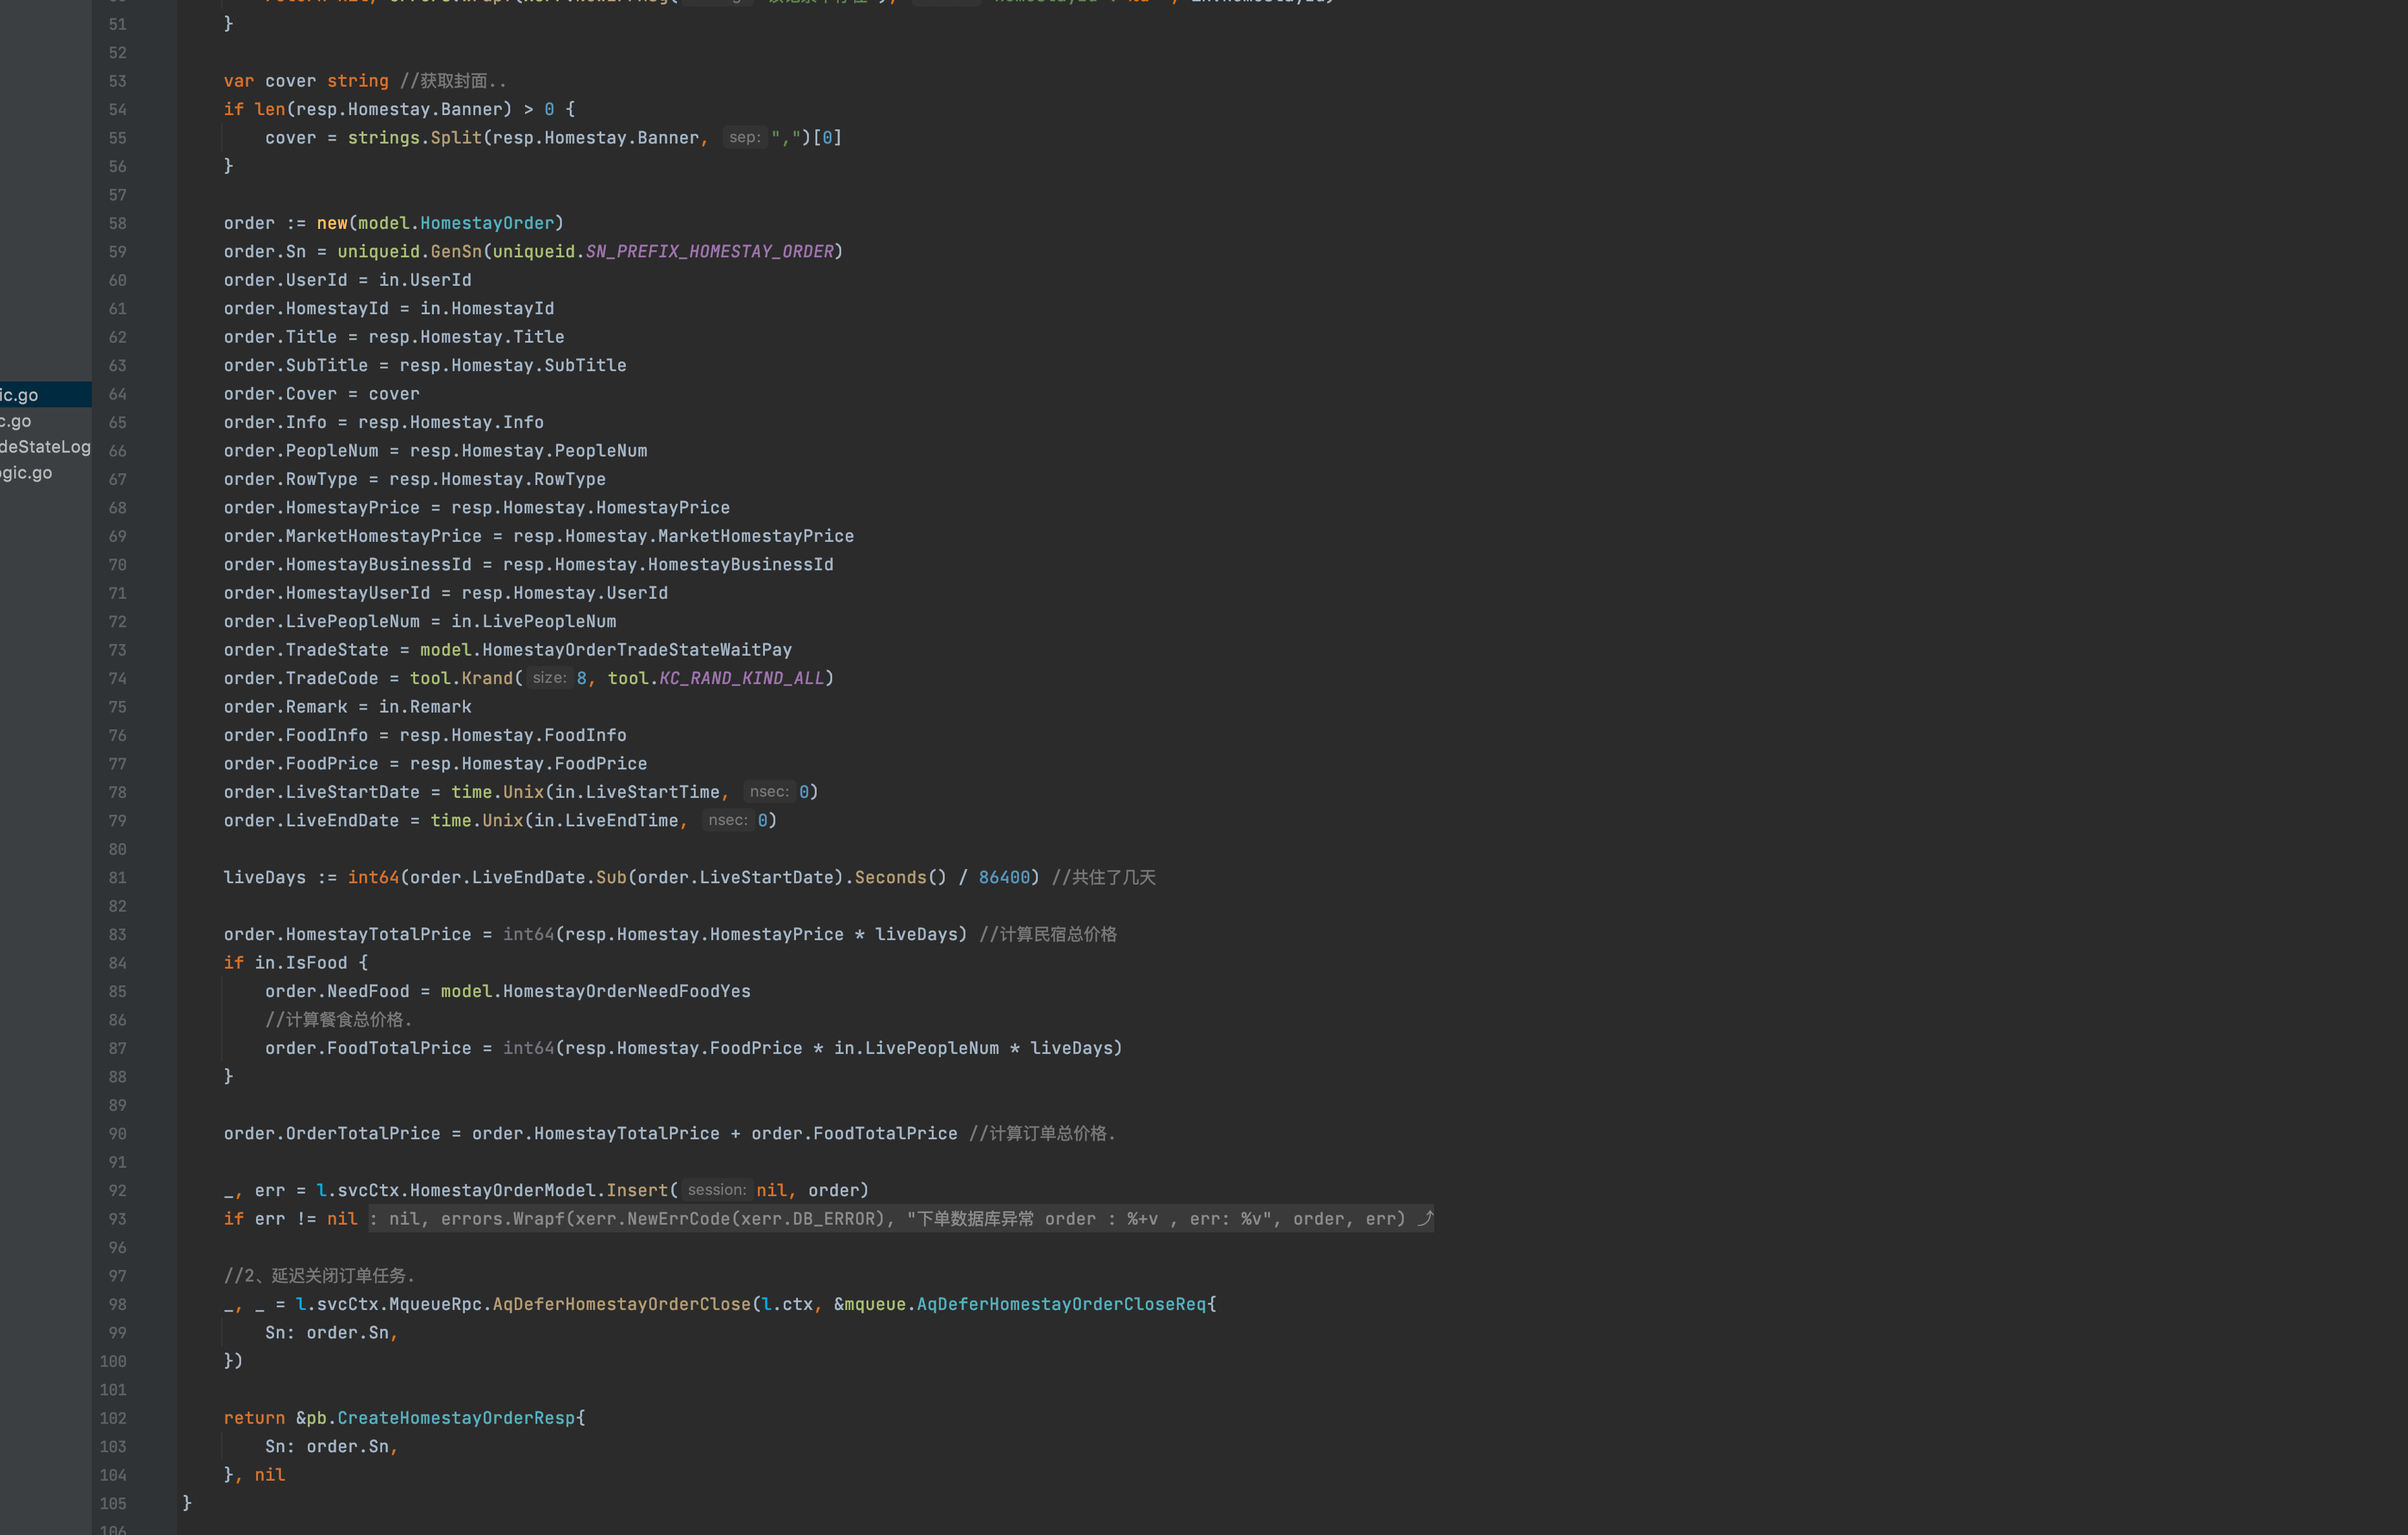 51 }
52
53 var cover string //获取封面..
54 if len(resp.Homestay.Banner) > 0 {
55 cover = strings.Split(resp.Homestay.Banner, sep: ",")[0]
56 }
57
58 order := new(model.HomestayOrder)
59 order.Sn = uniqueid.GenSn(uniqueid.SN_PREFIX_HOMESTAY_ORDER)
60 order.UserId = in.UserId
61 order.HomestayId = in.HomestayId
62 order.Title = resp.Homestay.Title
63 order.SubTitle = resp.Homestay.SubTitle
ic.go 64 order.Cover = cover
c.go 65 order.Info = resp.Homestay.Info
deStateLog 66 order.PeopleNum = resp.Homestay.PeopleNum
ogic.go 67 order.RowType = resp.Homestay.RowType
68 order.HomestayPrice = resp.Homestay.HomestayPrice
69 order.MarketHomestayPrice = resp.Homestay.MarketHomestayPrice
70 order.HomestayBusinessId = resp.Homestay.HomestayBusinessId
71 order.HomestayUserId = resp.Homestay.UserId
72 order.LivePeopleNum = in.LivePeopleNum
73 order.TradeState = model.HomestayOrderTradeStateWaitPay
74 order.TradeCode = tool.Krand( size: 8, tool.KC_RAND_KIND_ALL)
75 order.Remark = in.Remark
76 order.FoodInfo = resp.Homestay.FoodInfo
77 order.FoodPrice = resp.Homestay.FoodPrice
78 order.LiveStartDate = time.Unix(in.LiveStartTime, nsec: 0)
79 order.LiveEndDate = time.Unix(in.LiveEndTime, nsec: 0)
80
81 liveDays := int64(order.LiveEndDate.Sub(order.LiveStartDate).Seconds() / 86400) //共住了几天
82
83 order.HomestayTotalPrice = int64(resp.Homestay.HomestayPrice * liveDays) //计算民宿总价格
84 if in.IsFood {
85 order.NeedFood = model.HomestayOrderNeedFoodYes
86 //计算餐食总价格.
87 order.FoodTotalPrice = int64(resp.Homestay.FoodPrice * in.LivePeopleNum * liveDays)
88 }
89
90 order.OrderTotalPrice = order.HomestayTotalPrice + order.FoodTotalPrice //计算订单总价格.
91
92 _, err = l.svcCtx.HomestayOrderModel.Insert( session: nil, order)
93 if err != nil : nil, errors.Wrapf(xerr.NewErrCode(xerr.DB_ERROR), "下单数据库异常 order : %+v , err: %v", order, err)
96
97 //2、延迟关闭订单任务.
98 _, _ = l.svcCtx.MqueueRpc.AqDeferHomestayOrderClose(l.ctx, &mqueue.AqDeferHomestayOrderCloseReq{
99 Sn: order.Sn,
100 })
101
102 return &pb.CreateHomestayOrderResp{
103 Sn: order.Sn,
104 }, nil
105 }
106